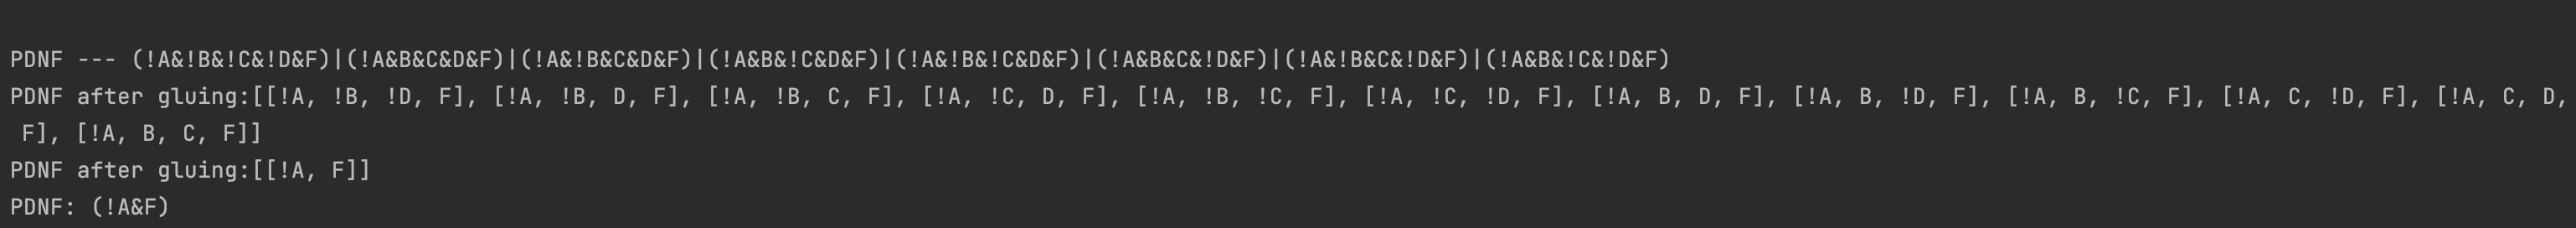 PDNF --- (!A&!B&!C&!D&F)|(!A&B&C&D&F)|(!A&!B&C&D&F)|(!A&B&!C&D&F)|(!A&!B&!C&D&F)|(!A&B&C&!D&F)|(!A&!B&C&!D&F)|(!A&B&!C&!D&F)
PDNF after gluing:[[!A, !B, !D, F], [!A, !B, D, F], [!A, !B, C, F], [!A, !C, D, F], [!A, !B, !C, F], [!A, !C, !D, F], [!A, B, D, F], [!A, B, !D, F], [!A, B, !C, F], [!A, C, !D, F], [!A, C, D,
F], [!A, B, C, F]]
PDNF after gluing:[[!A, F]]
PDNF: (!A&F)